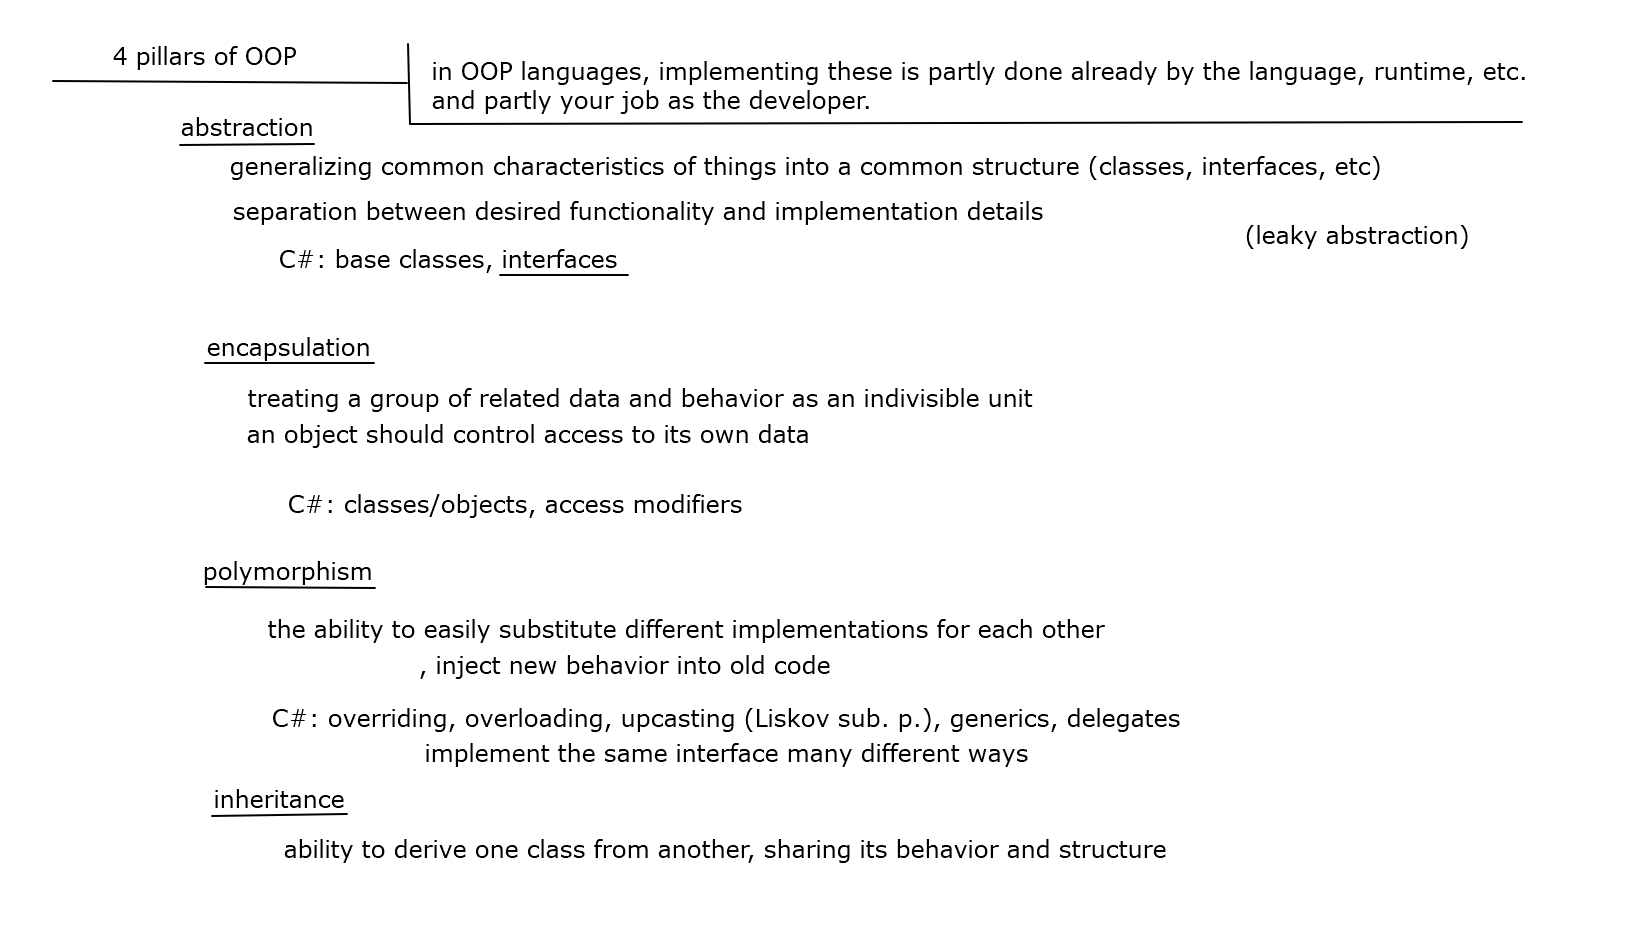 4 pillars of OOP
in OOP languages, implementing these is partly done already by the language, runtime, etc.
and partly your job as the developer.
abstraction
generalizing common characteristics of things into a common structure (classes, interfaces, etc)
separation between desired functionality and implementation details
(leaky abstraction)
C#: base classes, interfaces
encapsulation
treating a group of related data and behavior as an indivisible unit
an object should control access to its own data
C#: classes/objects, access modifiers
polymorphism
the ability to easily substitute different implementations for each other
, inject new behavior into old code
C#: overriding, overloading, upcasting (Liskov sub. p.), generics, delegates
implement the same interface many different ways
inheritance
ability to derive one class from another, sharing its behavior and structure